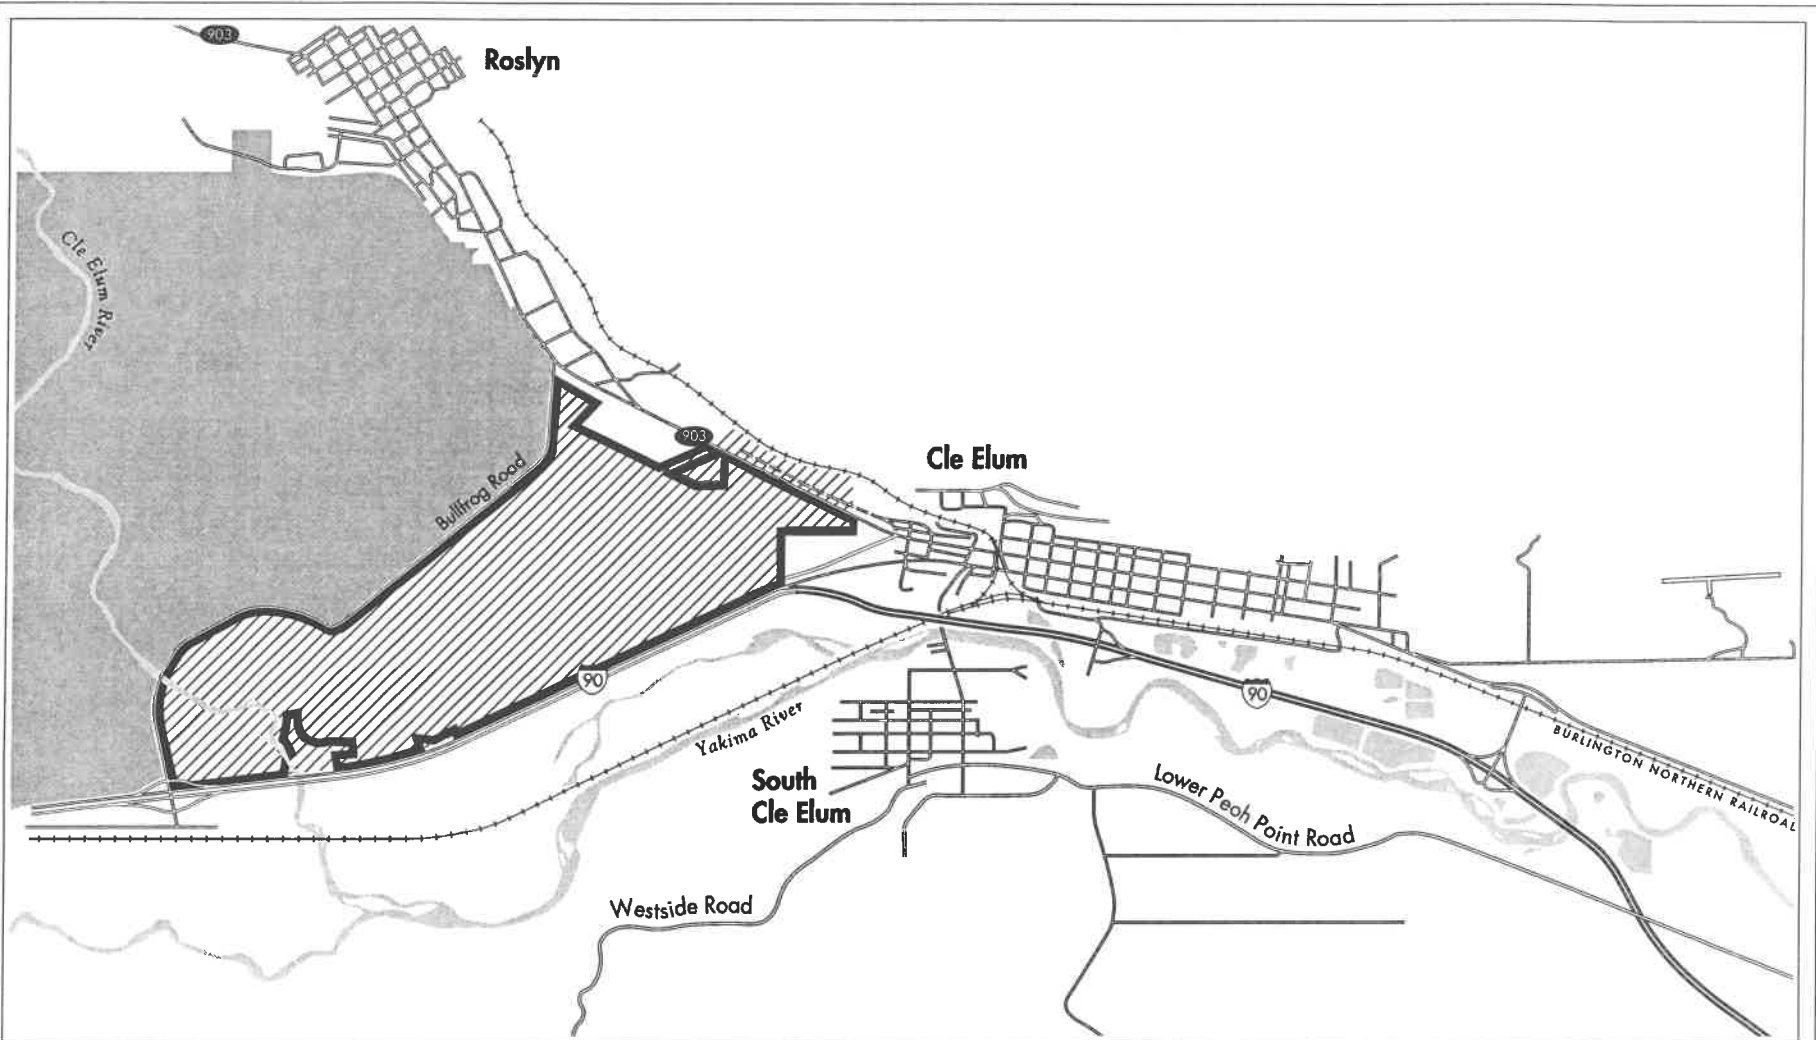 903
Roslyn
Cle Elum River
Bullfrog Road
903
Cle Elum
90
90
Yakima River
BURLINGTON NORTHERN RAILROAD
South
Cle Elum
Lower Peoh Point Road
Westside Road